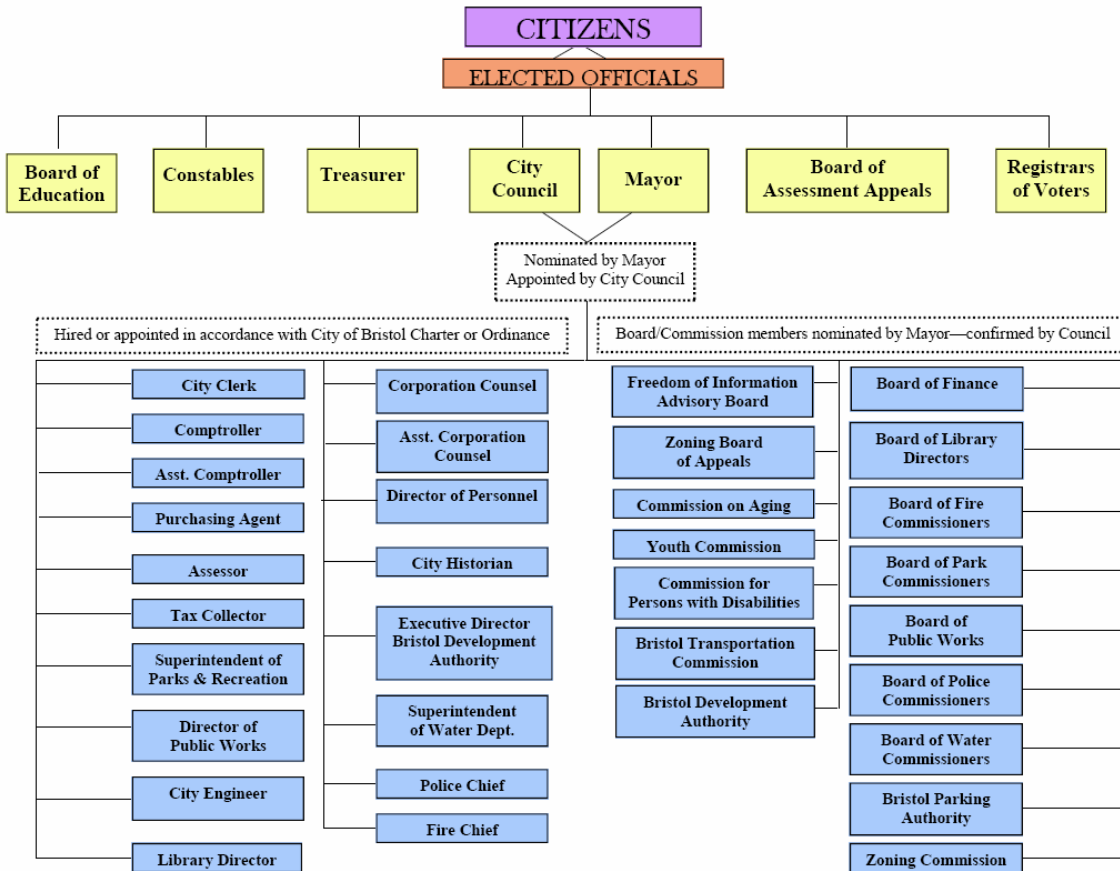 CITIZENS
ELECTED OFFICIALS
Board of
Education
Constables
Treasurer
City
Council
Mayor
Board of
Assessment Appeals
Registrars
of Voters
Nominated by Mayor
Appointed by City Council
Hired or appointed in accordance with City of Bristol Charter or Ordinance
Board/Commission members nominated by Mayor—confirmed by Council
City Clerk
Comptroller
Asst. Comptroller
Purchasing Agent
Assessor
Tax Collector
Superintendent of
Parks & Recreation
Director of
Public Works
City Engineer
Library Director
Corporation Counsel
Asst. Corporation
Counsel
Director of Personnel
City Historian
Executive Director
Bristol Development
Authority
Superintendent
of Water Dept.
Police Chief
Fire Chief
Freedom of Information
Advisory Board
Zoning Board
of Appeals
Commission on Aging
Youth Commission
Commission for
Persons with Disabilities
Bristol Transportation
Commission
Bristol Development
Authority
Board of Finance
Board of Library
Directors
Board of Fire
Commissioners
Board of Park
Commissioners
Board of
Public Works
Board of Police
Commissioners
Board of Water
Commissioners
Bristol Parking
Authority
Zoning Commission